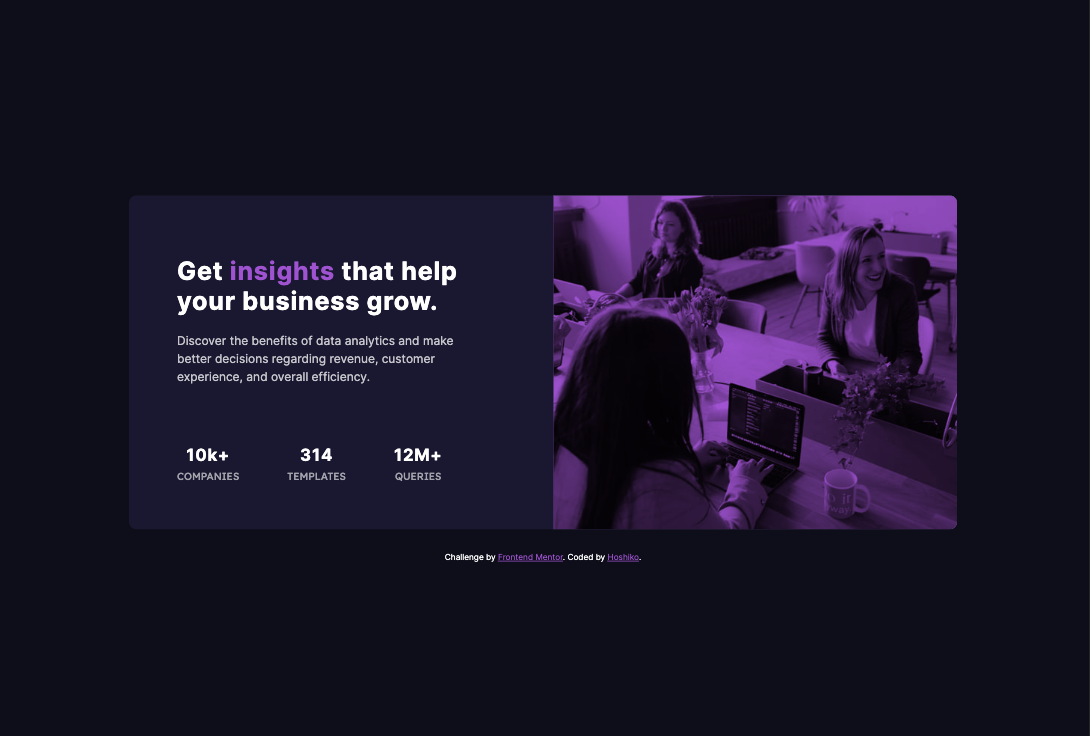 Get insights that help
your business grow.
Discover the benefits of data analytics and make
better decisions regarding revenue, customer
experience, and overall efficiency.
10k+ 314 12M+
COMPANIES TEMPLATES QUERIES
Challenge by Frontend Mentor. Coded by Hoshiko.